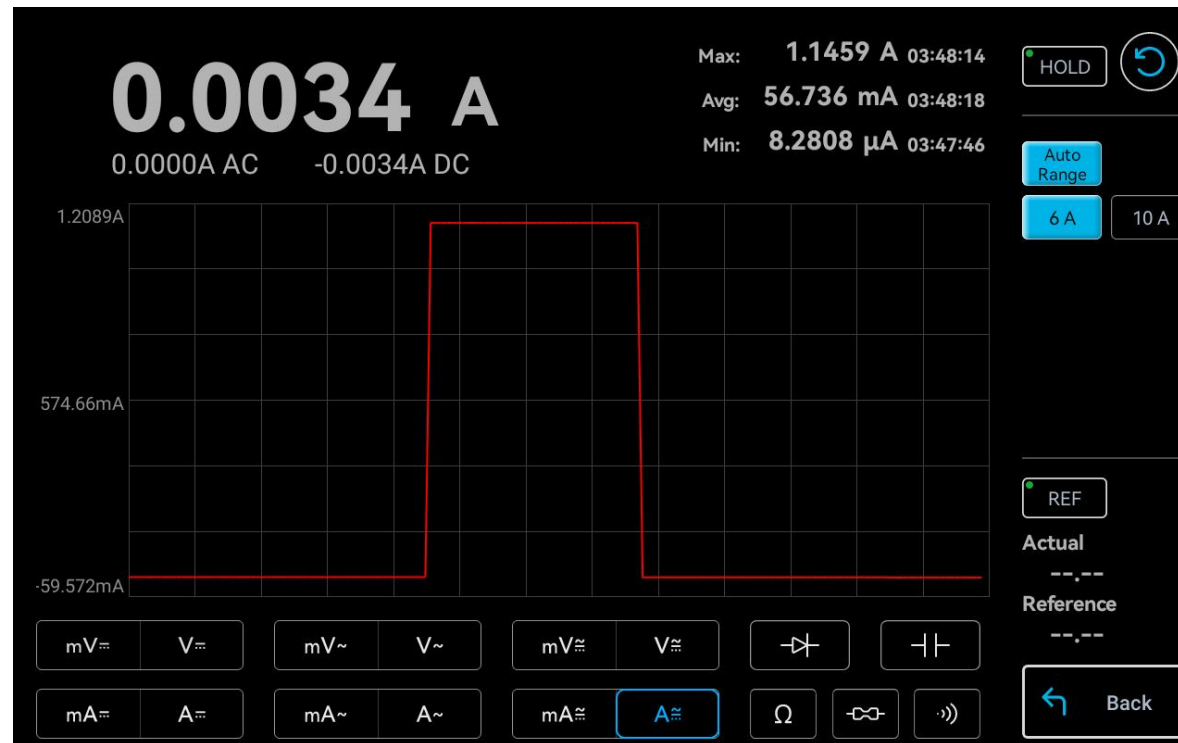 0.0034 A
0.0000A AC -0.0034A DC
Max: 1.1459 A 03:48:14
Avg: 56.736 mA 03:48:18
Min: 8.2808 µA 03:47:46
HOLD
Auto
Range
6 A 10 A
1.2089A
574.66mA
-59.572mA
REF
Actual
--.--
Reference
--.--
mV⎓ V⎓ mV~ V~ mV≅ V≅
mA⎓ A⎓ mA~ A~ mA≅ A≅ Ω
Back